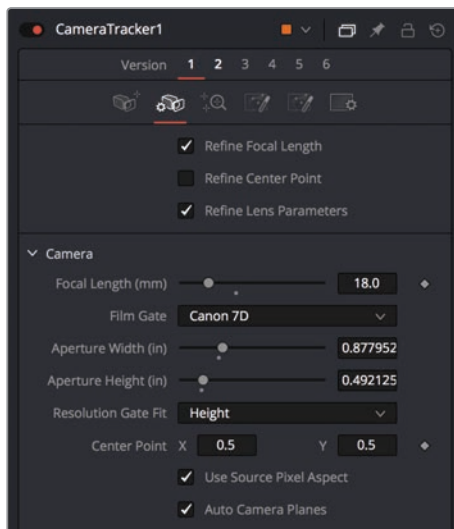 CameraTracker1
Version 1 2 3 4 5 6
Refine Focal Length
Refine Center Point
Refine Lens Parameters
Camera
Focal Length (mm) 18.0
Film Gate Canon 7D
Aperture Width (in) 0.877952
Aperture Height (in) 0.492125
Resolution Gate Fit Height
Center Point X 0.5 Y 0.5
Use Source Pixel Aspect
Auto Camera Planes